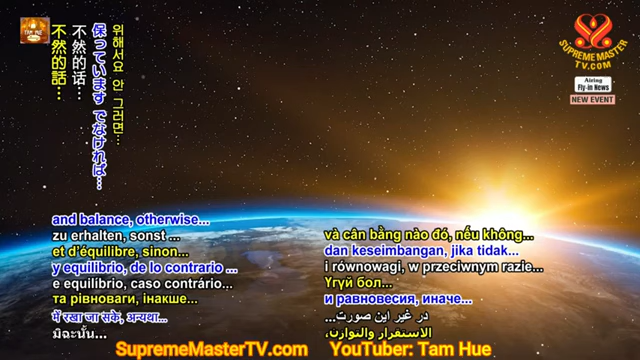 위해서요 안 그러면…
保っています でなければ…
不然的话…
不然的話…
TAM HUE
SUPREME MASTER
TV.COM
Airing
Fly-in News
NEW EVENT
and balance, otherwise...
zu erhalten, sonst ...
et d'équilibre, sinon...
y equilibrio, de lo contrario ...
e equilíbrio, caso contrário...
та рівноваги, інакше...
में रखा जा सके, अन्यथा...
มิฉะนั้น...
và cân bằng nào đó, nếu không...
dan keseimbangan, jika tidak...
i równowagi, w przeciwnym razie...
Үгүй бол...
и равновесия, иначе...
در غیر این صورت...
الاستقرار والتوازن.
SupremeMasterTV.com YouTuber: Tam Hue